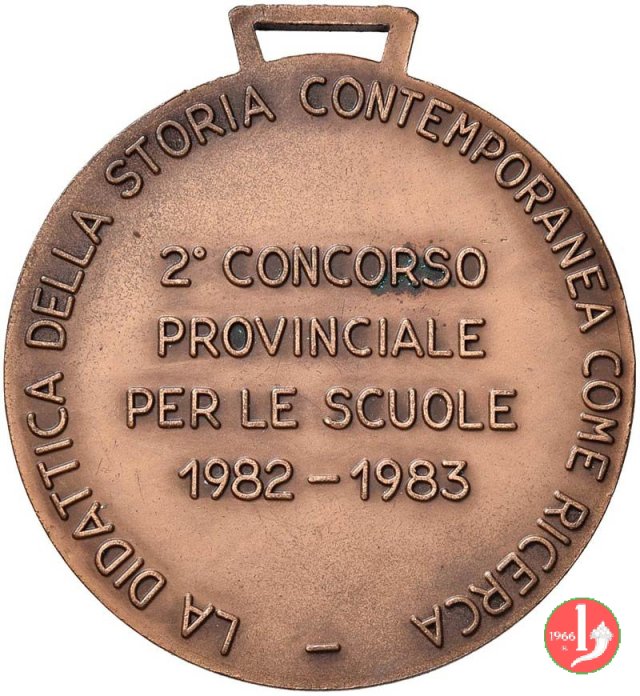 LA DIDATTICA DELLA STORIA CONTEMPORANEA COME RICERCA -
2° CONCORSO
PROVINCIALE
PER LE SCUOLE
1982 - 1983
1966